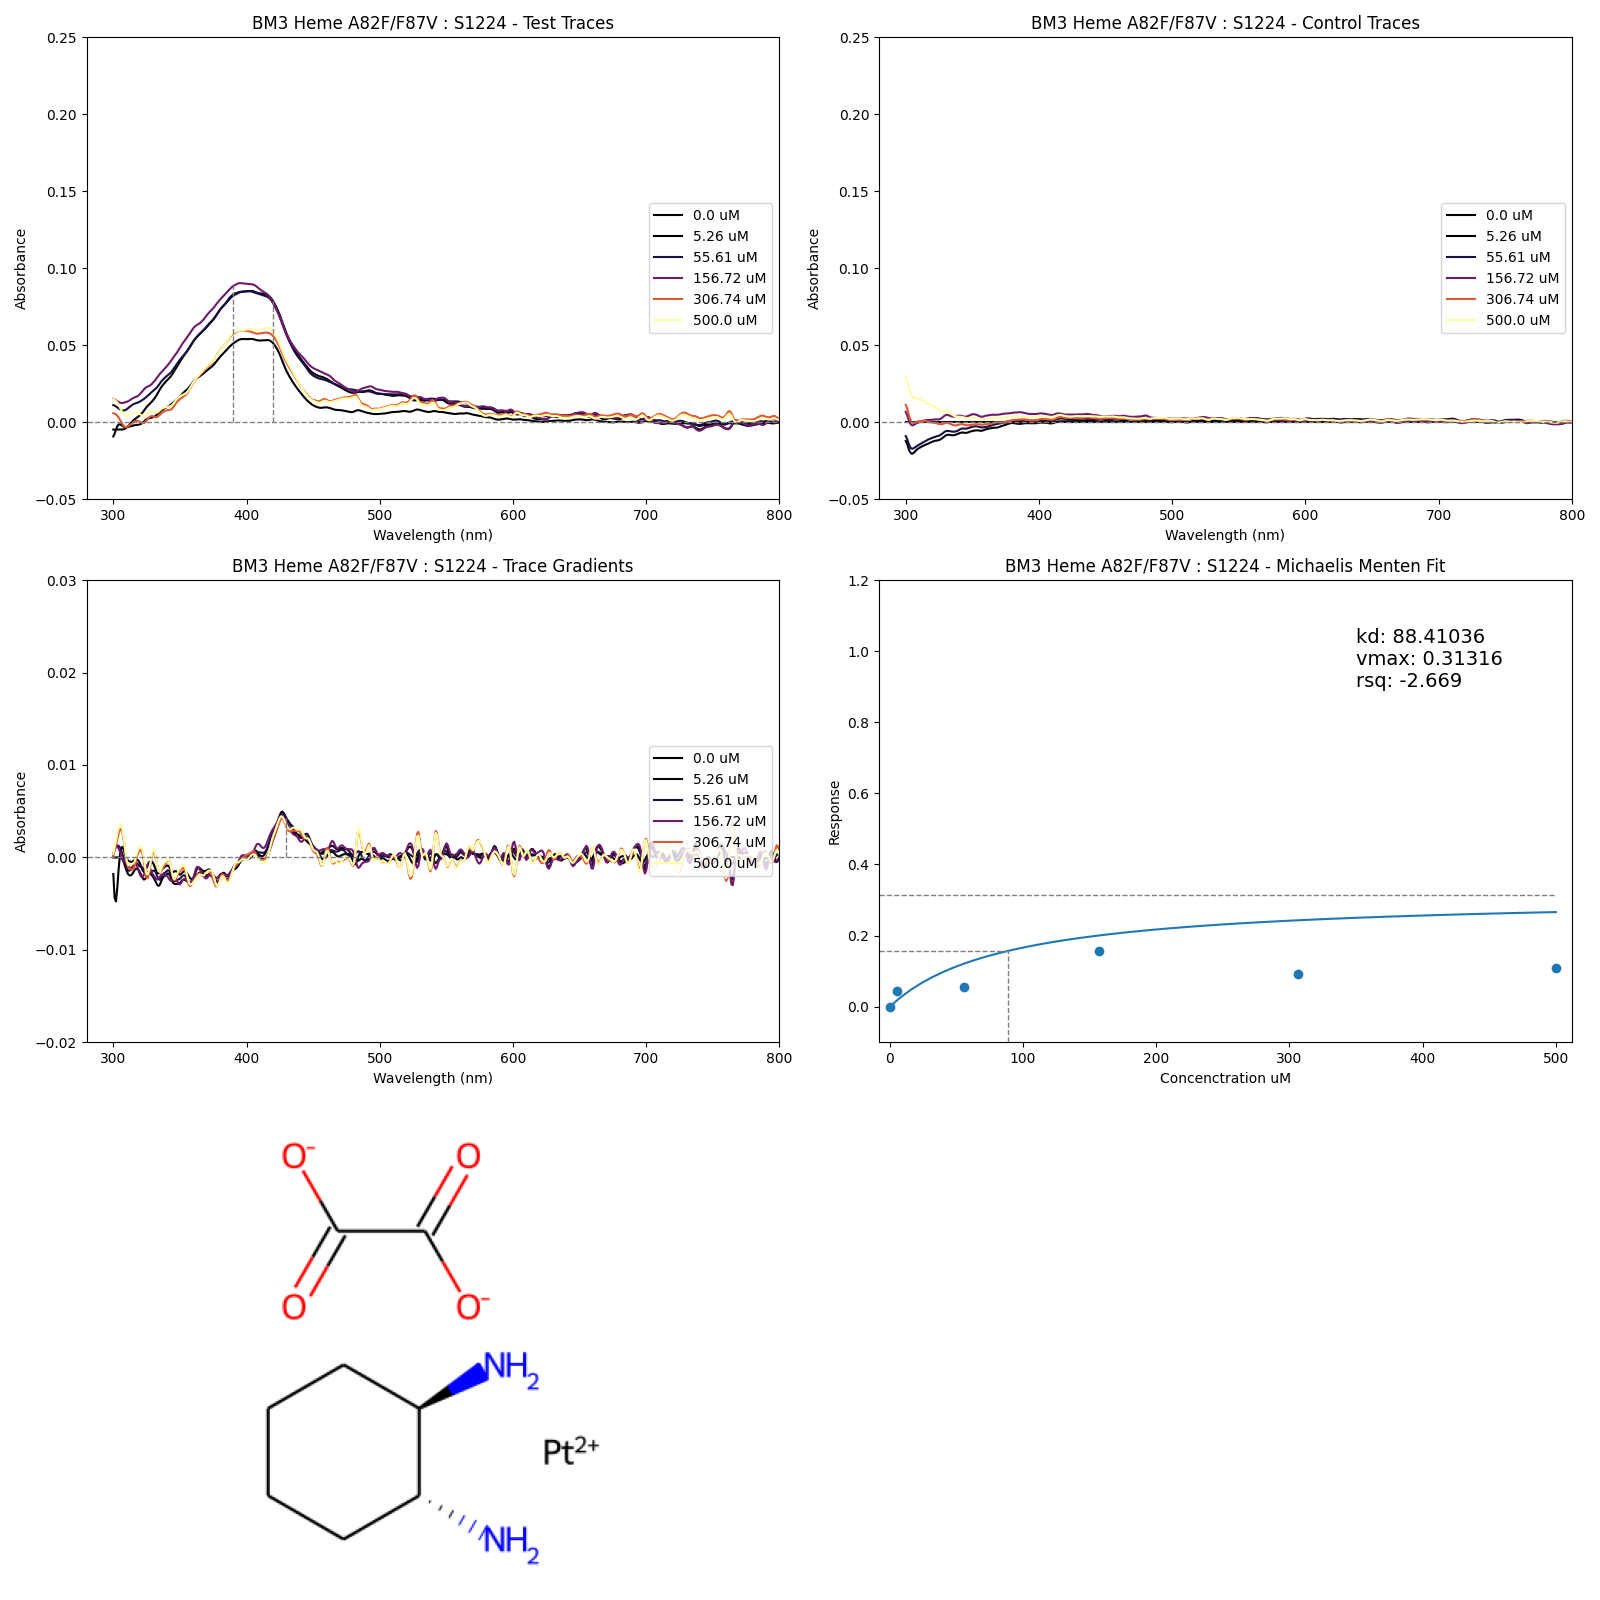 BM3 Heme A82F/F87V : S1224 - Test Traces
0.25
0.20
0.15
0.10
0.05
0.00
−0.05
Absorbance
300 400 500 600 700 800
Wavelength (nm)
0.0 uM
5.26 uM
55.61 uM
156.72 uM
306.74 uM
500.0 uM
BM3 Heme A82F/F87V : S1224 - Control Traces
0.25
0.20
0.15
0.10
0.05
0.00
−0.05
Absorbance
300 400 500 600 700 800
Wavelength (nm)
0.0 uM
5.26 uM
55.61 uM
156.72 uM
306.74 uM
500.0 uM
BM3 Heme A82F/F87V : S1224 - Trace Gradients
0.03
0.02
0.01
0.00
−0.01
−0.02
Absorbance
300 400 500 600 700 800
Wavelength (nm)
0.0 uM
5.26 uM
55.61 uM
156.72 uM
306.74 uM
500.0 uM
BM3 Heme A82F/F87V : S1224 - Michaelis Menten Fit
1.2
1.0
0.8
0.6
0.4
0.2
0.0
Response
kd: 88.41036
vmax: 0.31316
rsq: -2.669
0 100 200 300 400 500
Concenctration uM
O⁻ O
O O⁻
NH₂
Pt²⁺
NH₂